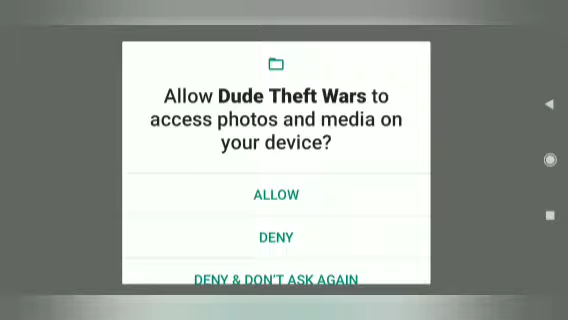 Allow Dude Theft Wars to
access photos and media on
your device?
ALLOW
DENY
DENY & DON'T ASK AGAIN